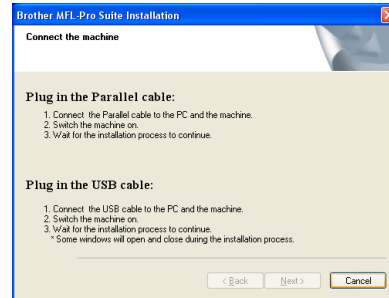 Brother MFL-Pro Suite Installation
Connect the machine
Plug in the Parallel cable:
1. Connect the Parallel cable to the PC and the machine.
2. Switch the machine on.
3. Wait for the installation process to continue.
Plug in the USB cable:
1. Connect the USB cable to the PC and the machine.
2. Switch the machine on.
3. Wait for the installation process to continue.
* Some windows will open and close during the installation process.
< Back Next > Cancel